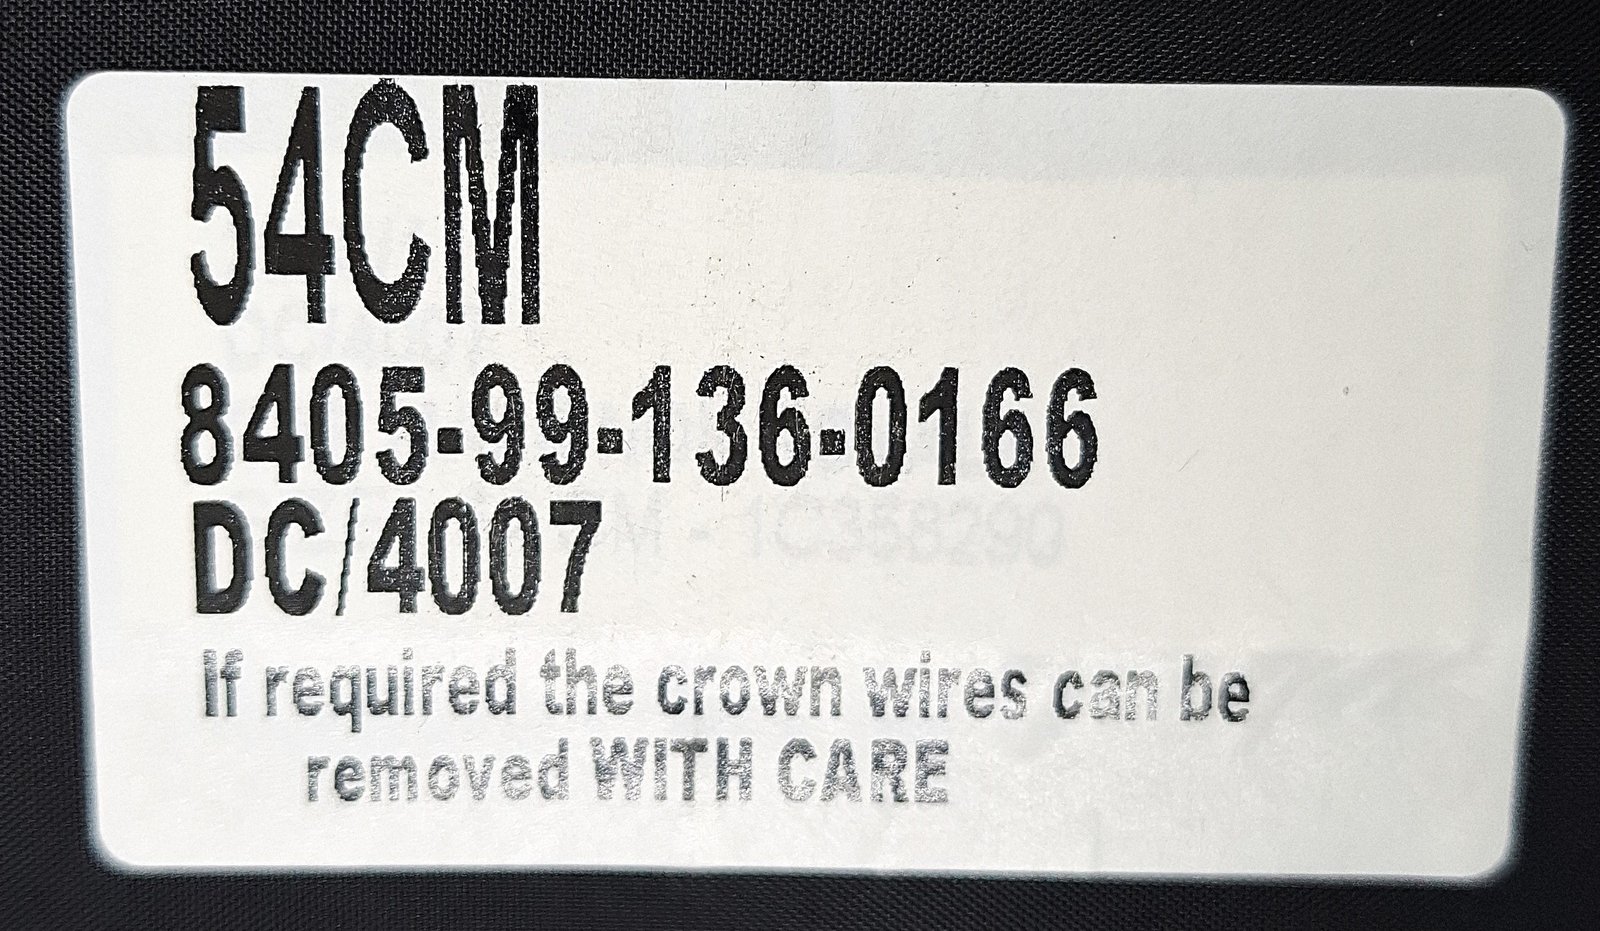 54CM
8405-99-136-0166
DC/4007
If required the crown wires can be
removed WITH CARE